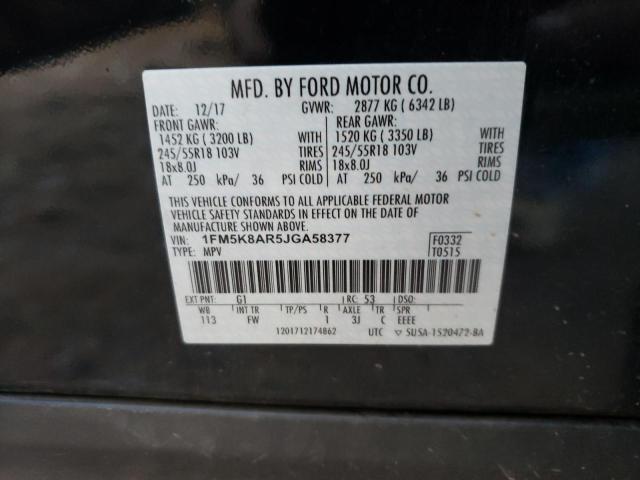 MFD. BY FORD MOTOR CO.
DATE: 12/17 GVWR: 2877 KG ( 6342 LB)
FRONT GAWR: REAR GAWR:
1452 KG ( 3200 LB) WITH 1520 KG ( 3350 LB) WITH
245/55R18 103V TIRES 245/55R18 103V TIRES
18x8.0J RIMS 18x8.0J RIMS
AT 250 kPa/ 36 PSI COLD AT 250 kPa/ 36 PSI COLD
THIS VEHICLE CONFORMS TO ALL APPLICABLE FEDERAL MOTOR
VEHICLE SAFETY STANDARDS IN EFFECT ON THE DATE OF
MANUFACTURE SHOWN ABOVE.
VIN: 1FM5K8AR5JGA58377 F0332
TYPE: MPV T0515
EXT PNT: G1 RC: 53 DSO:
WB INT TR TP/PS R AXLE TR SPR
113 FW 1 3J C EEEE
1201712174862 UTC ▽ SUSA-1520472-BA